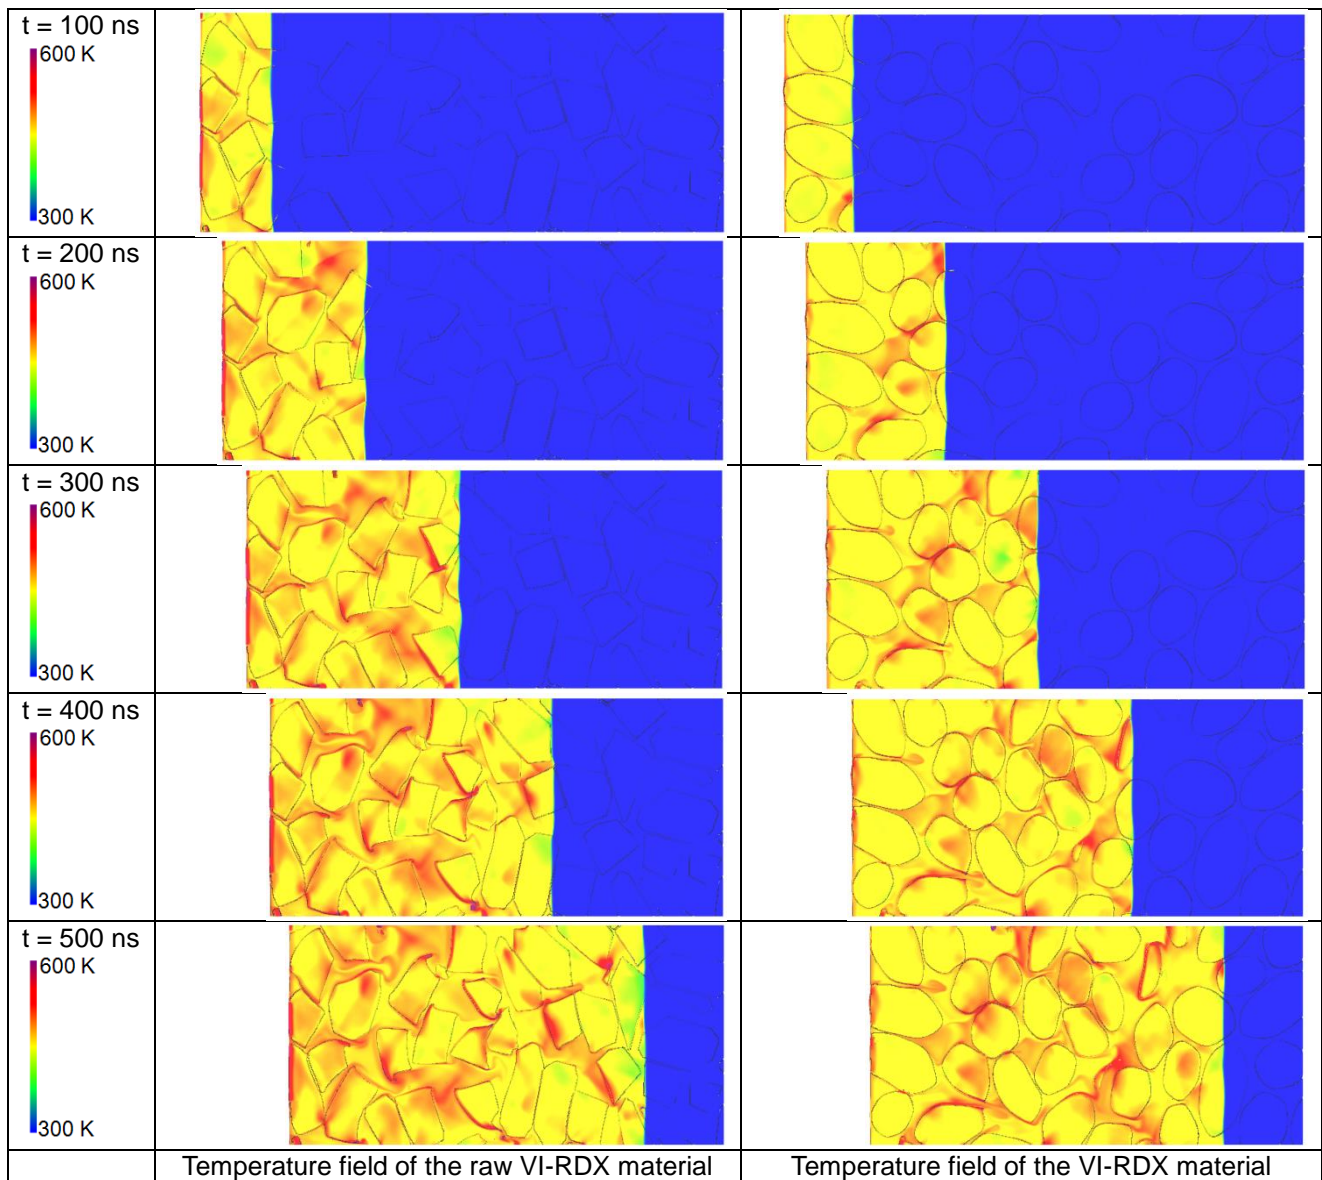 t = 100 ns
600 K
300 K
t = 200 ns
600 K
300 K
t = 300 ns
600 K
300 K
t = 400 ns
600 K
300 K
t = 500 ns
600 K
300 K
Temperature field of the raw VI-RDX material
Temperature field of the VI-RDX material